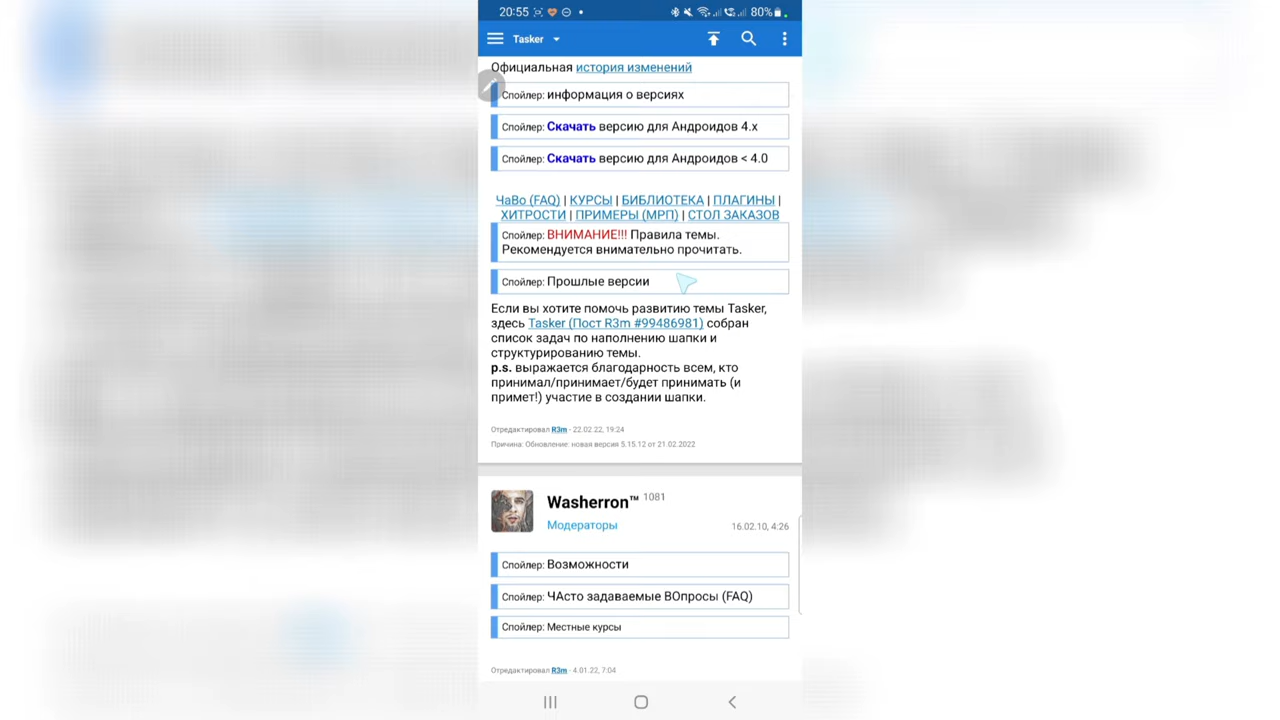 20:55
80%
Tasker
Официальная история изменений
Спойлер: информация о версиях
Спойлер: Скачать версию для Андроидов 4.x
Спойлер: Скачать версию для Андроидов < 4.0
ЧаВо (FAQ) | КУРСЫ | БИБЛИОТЕКА | ПЛАГИНЫ |
ХИТРОСТИ | ПРИМЕРЫ (МРП) | СТОЛ ЗАКАЗОВ
Спойлер: ВНИМАНИЕ!!! Правила темы.
Рекомендуется внимательно прочитать.
Спойлер: Прошлые версии
Если вы хотите помочь развитию темы Tasker,
здесь Tasker (Пост R3m #99486981) собран
список задач по наполнению шапки и
структурированию темы.
p.s. выражается благодарность всем, кто
принимал/принимает/будет принимать (и
примет!) участие в создании шапки.
Отредактировал R3m - 22.02.22, 19:24
Причина: Обновление: новая версия 5.15.12 от 21.02.2022
Washerron™ 1081
Модераторы
16.02.10, 4:26
Спойлер: Возможности
Спойлер: ЧАсто задаваемые ВОпросы (FAQ)
Спойлер: Местные курсы
Отредактировал R3m - 4.01.22, 7:04